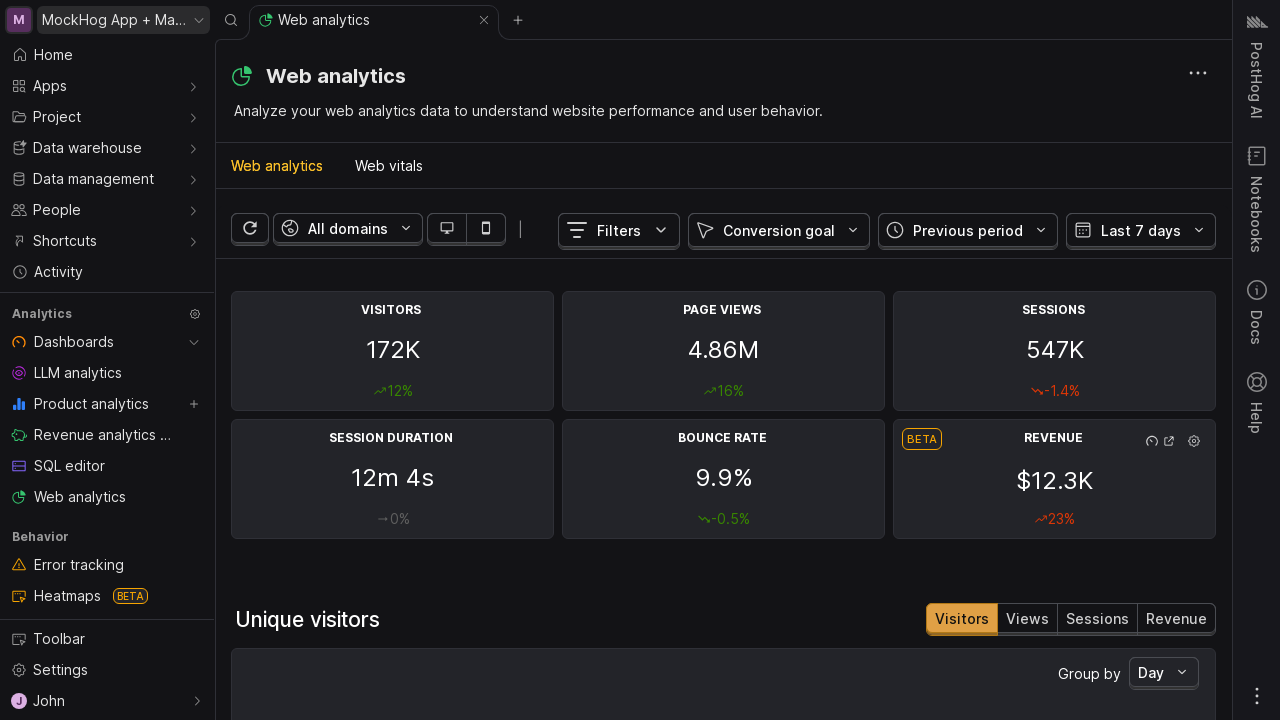 M
MockHog App + Ma...
Web analytics
Home
Apps
Project
Data warehouse
Data management
People
Shortcuts
Activity
Analytics
Dashboards
LLM analytics
Product analytics
Revenue analytics ...
SQL editor
Web analytics
Behavior
Error tracking
Heatmaps BETA
Toolbar
Settings
J John
Web analytics
Analyze your web analytics data to understand website performance and user behavior.
Web analytics Web vitals
All domains Filters Conversion goal Previous period Last 7 days
VISITORS
172K
12%
PAGE VIEWS
4.86M
16%
SESSIONS
547K
-1.4%
SESSION DURATION
12m 4s
0%
BOUNCE RATE
9.9%
-0.5%
BETA
REVENUE
$12.3K
23%
Unique visitors
Visitors Views Sessions Revenue
Group by Day
PostHog AI
Notebooks
Docs
Help